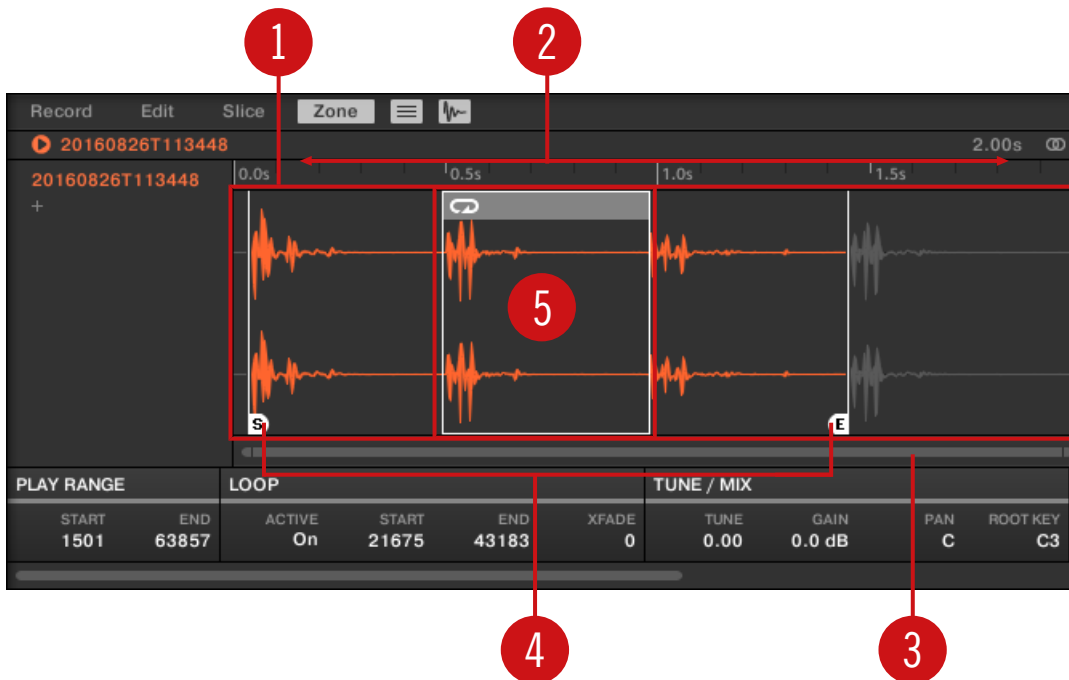 1 2
Record Edit Slice Zone
20160826T113448 2.00s
20160826T113448 0.0s 0.5s 1.0s 1.5s
+
5
S E
PLAY RANGE LOOP TUNE / MIX
START END ACTIVE START END XFADE TUNE GAIN PAN ROOT KEY
1501 63857 On 21675 43183 0 0.00 0.0 dB C C3
4 3